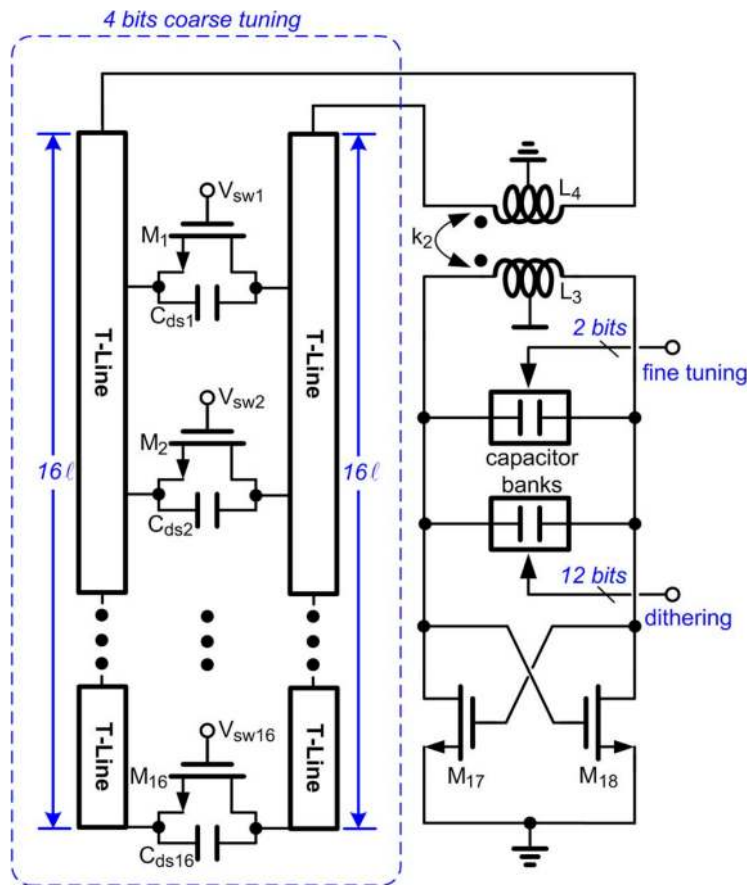 4 bits coarse tuning
V_sw1
M_1
C_ds1
V_sw2
M_2
C_ds2
V_sw16
M_16
C_ds16
T-Line
T-Line
T-Line
T-Line
16ℓ
16ℓ
L_4
k_2
L_3
2 bits
fine tuning
capacitor
banks
12 bits
dithering
M_17
M_18